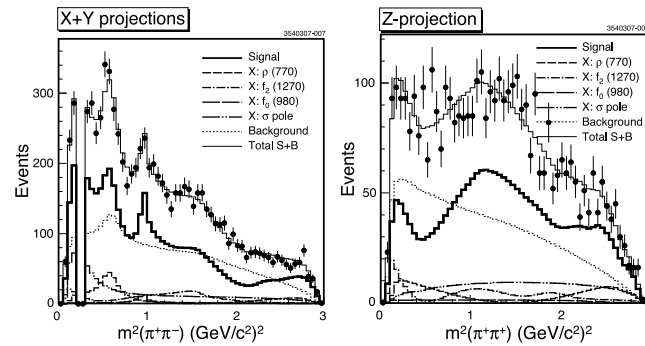 X+Y projections
3540307-007
Signal
X: ρ (770)
X: f₂ (1270)
X: f₀ (980)
X: σ pole
Background
Total S+B
Events
300
200
100
0
0 1 2 3
m²(π⁺π⁻) (GeV/c²)²
Z-projection
3540307-00
Signal
X: ρ (770)
X: f₂ (1270)
X: f₀ (980)
X: σ pole
Background
Total S+B
Events
100
50
0
0 1 2
m²(π⁺π⁺) (GeV/c²)²